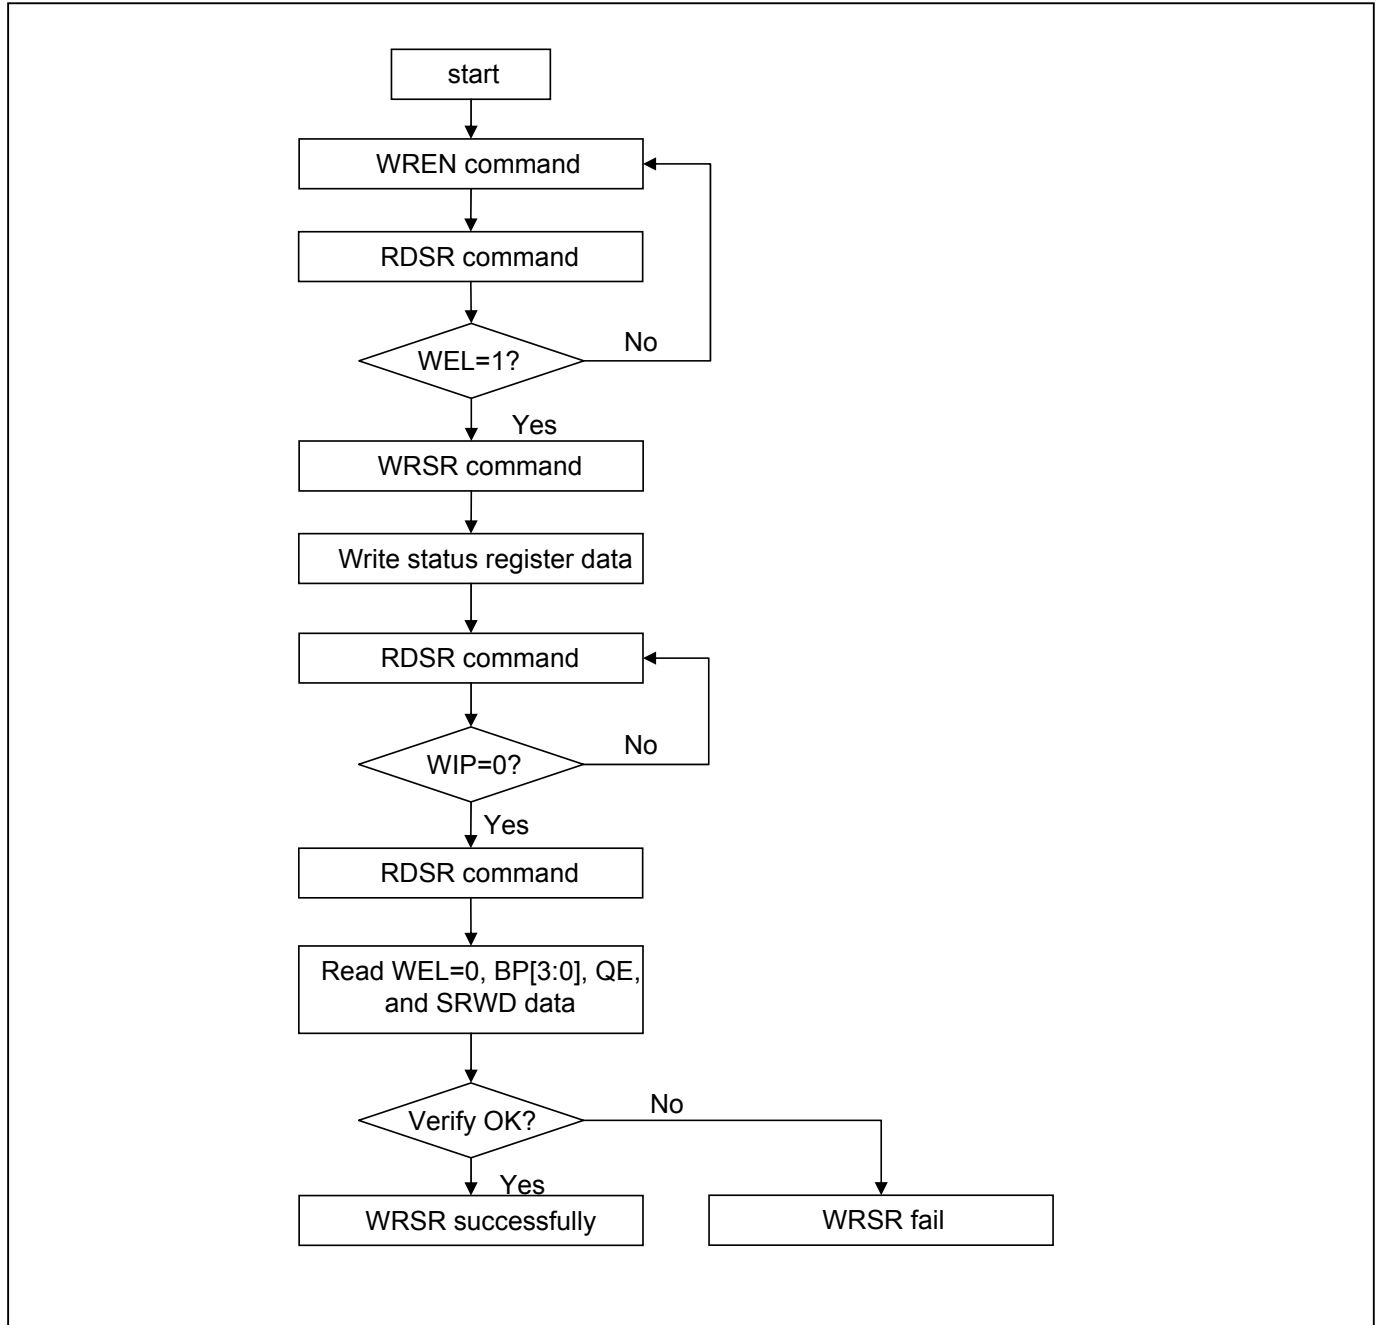 start
WREN command
RDSR command
WEL=1?
No
Yes
WRSR command
Write status register data
RDSR command
WIP=0?
No
Yes
RDSR command
Read WEL=0, BP[3:0], QE,
and SRWD data
Verify OK?
No
Yes
WRSR successfully
WRSR fail